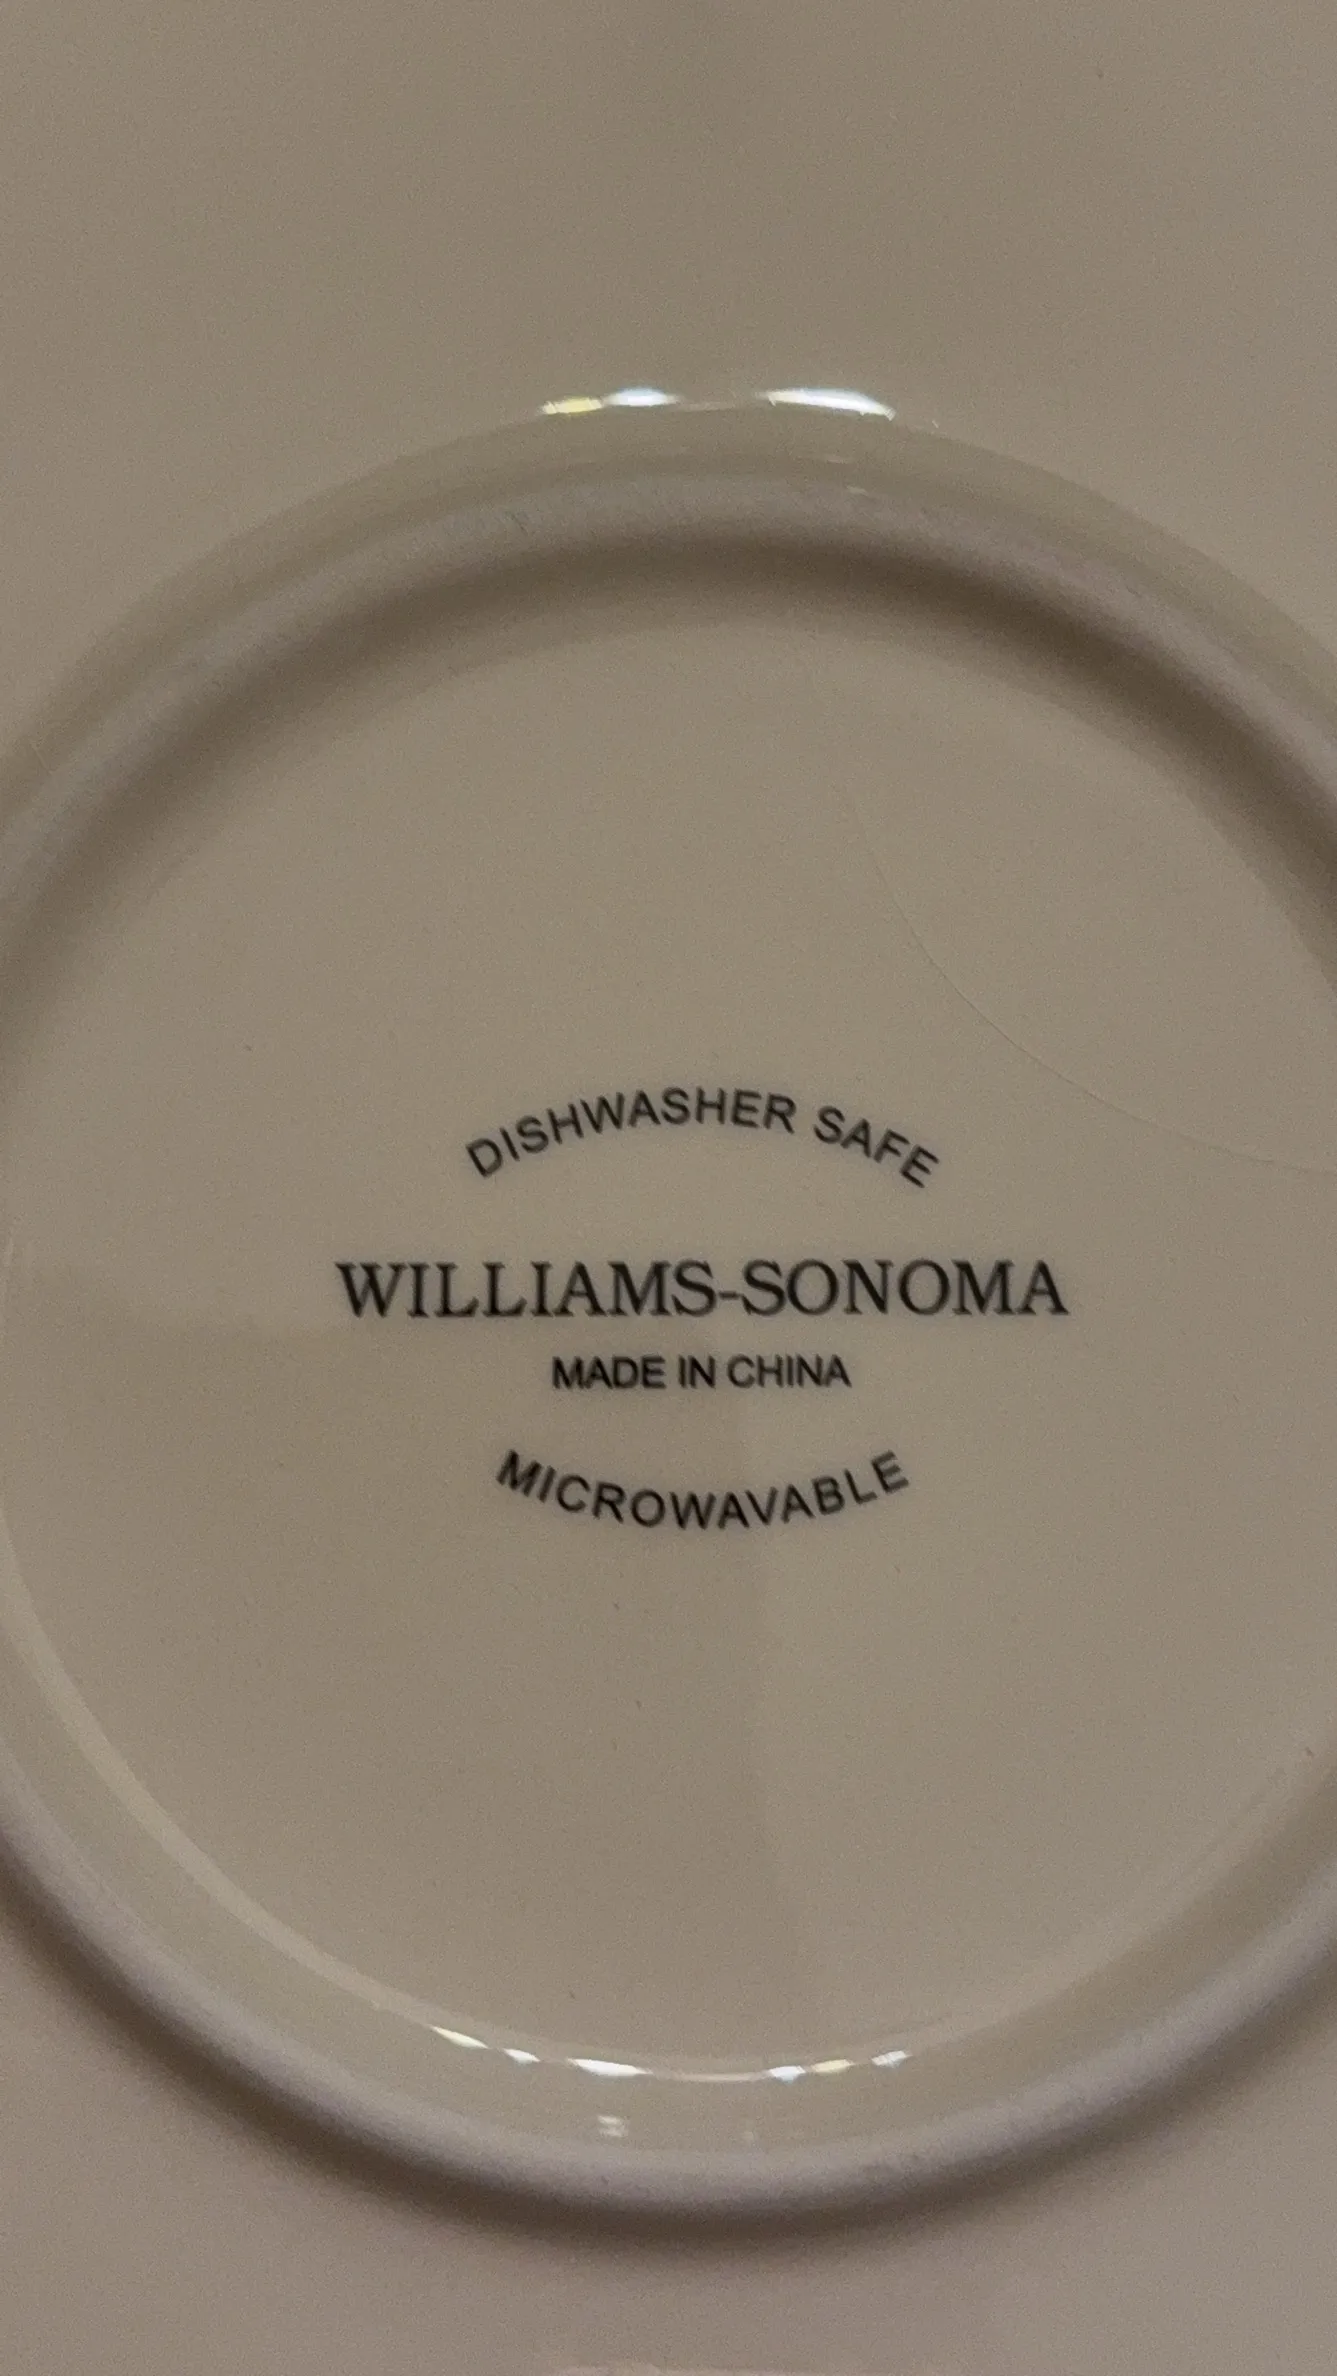 DISHWASHER SAFE
WILLIAMS-SONOMA
MADE IN CHINA
MICROWAVABLE